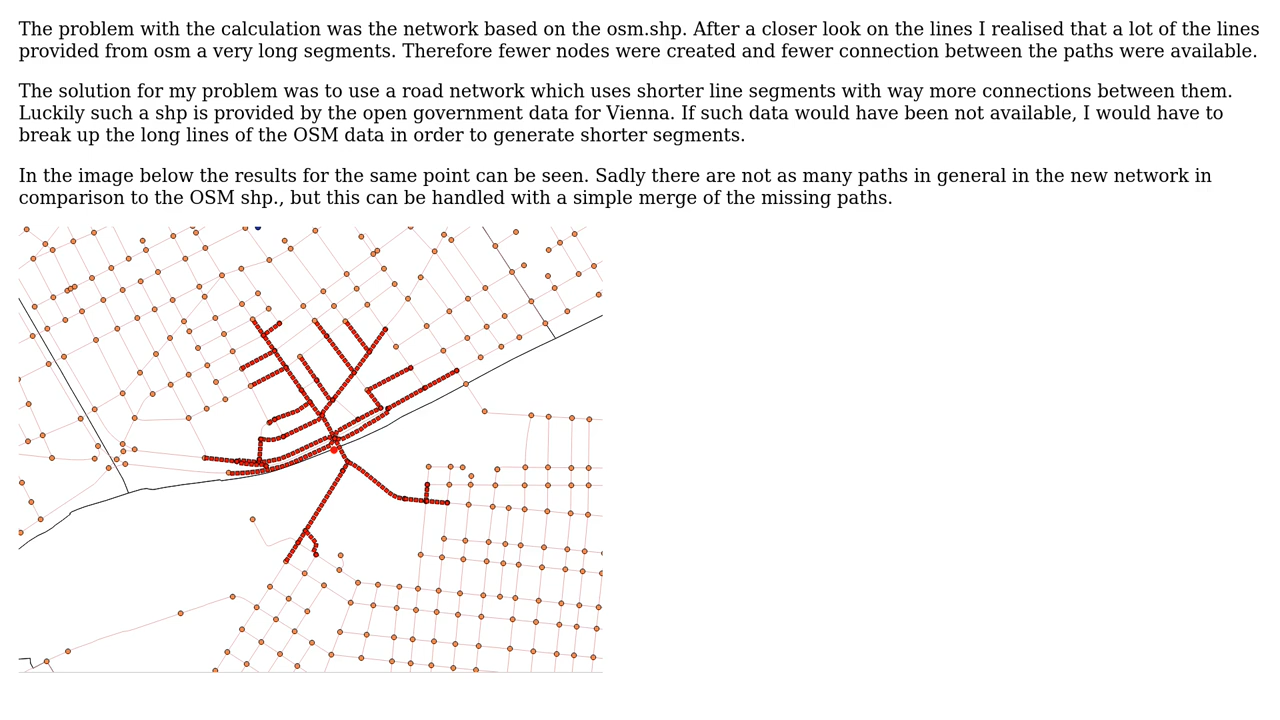 The problem with the calculation was the network based on the osm.shp. After a closer look on the lines I realised that a lot of the lines
provided from osm a very long segments. Therefore fewer nodes were created and fewer connection between the paths were available.
The solution for my problem was to use a road network which uses shorter line segments with way more connections between them.
Luckily such a shp is provided by the open government data for Vienna. If such data would have been not available, I would have to
break up the long lines of the OSM data in order to generate shorter segments.
In the image below the results for the same point can be seen. Sadly there are not as many paths in general in the new network in
comparison to the OSM shp., but this can be handled with a simple merge of the missing paths.